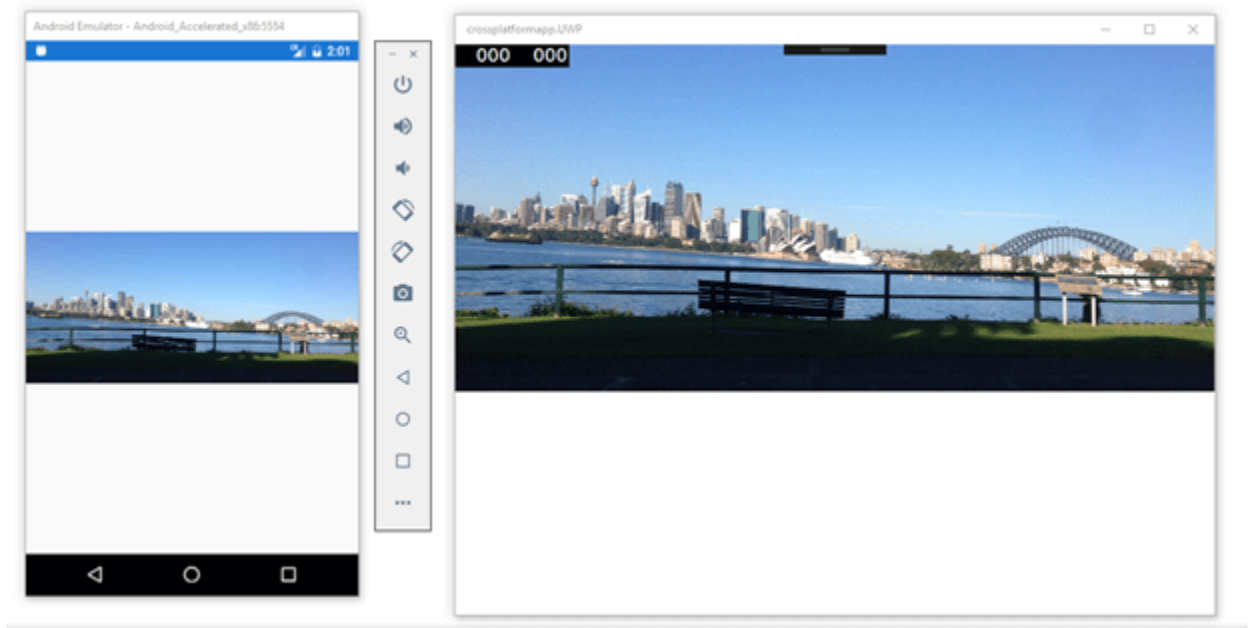 Android Emulator - Android_Accelerated_x86:5554
2:01
crossplatformapp.UWP
000 000